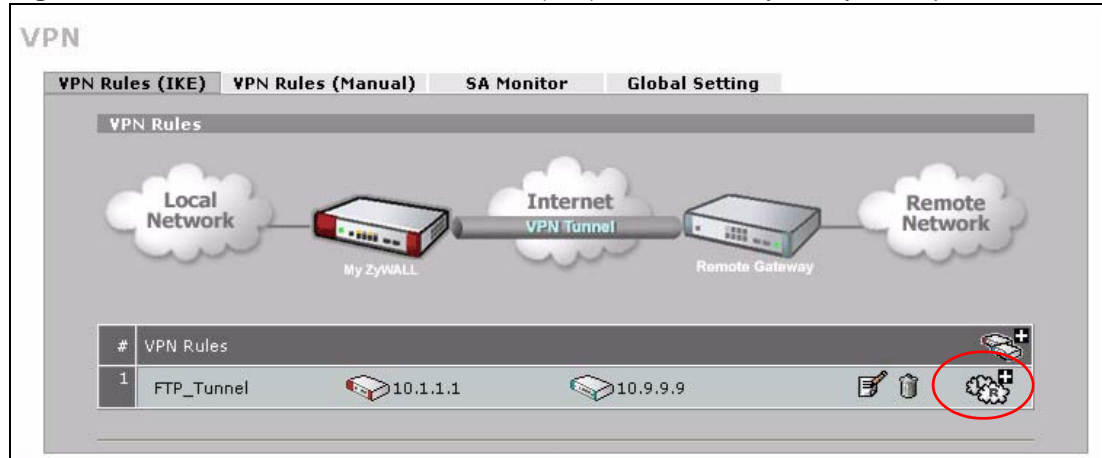 VPN
VPN Rules (IKE) VPN Rules (Manual) SA Monitor Global Setting
VPN Rules
Local
Network
Internet
VPN Tunnel
Remote
Network
My ZyWALL
Remote Gateway
# VPN Rules
1 FTP_Tunnel 10.1.1.1 10.9.9.9
R